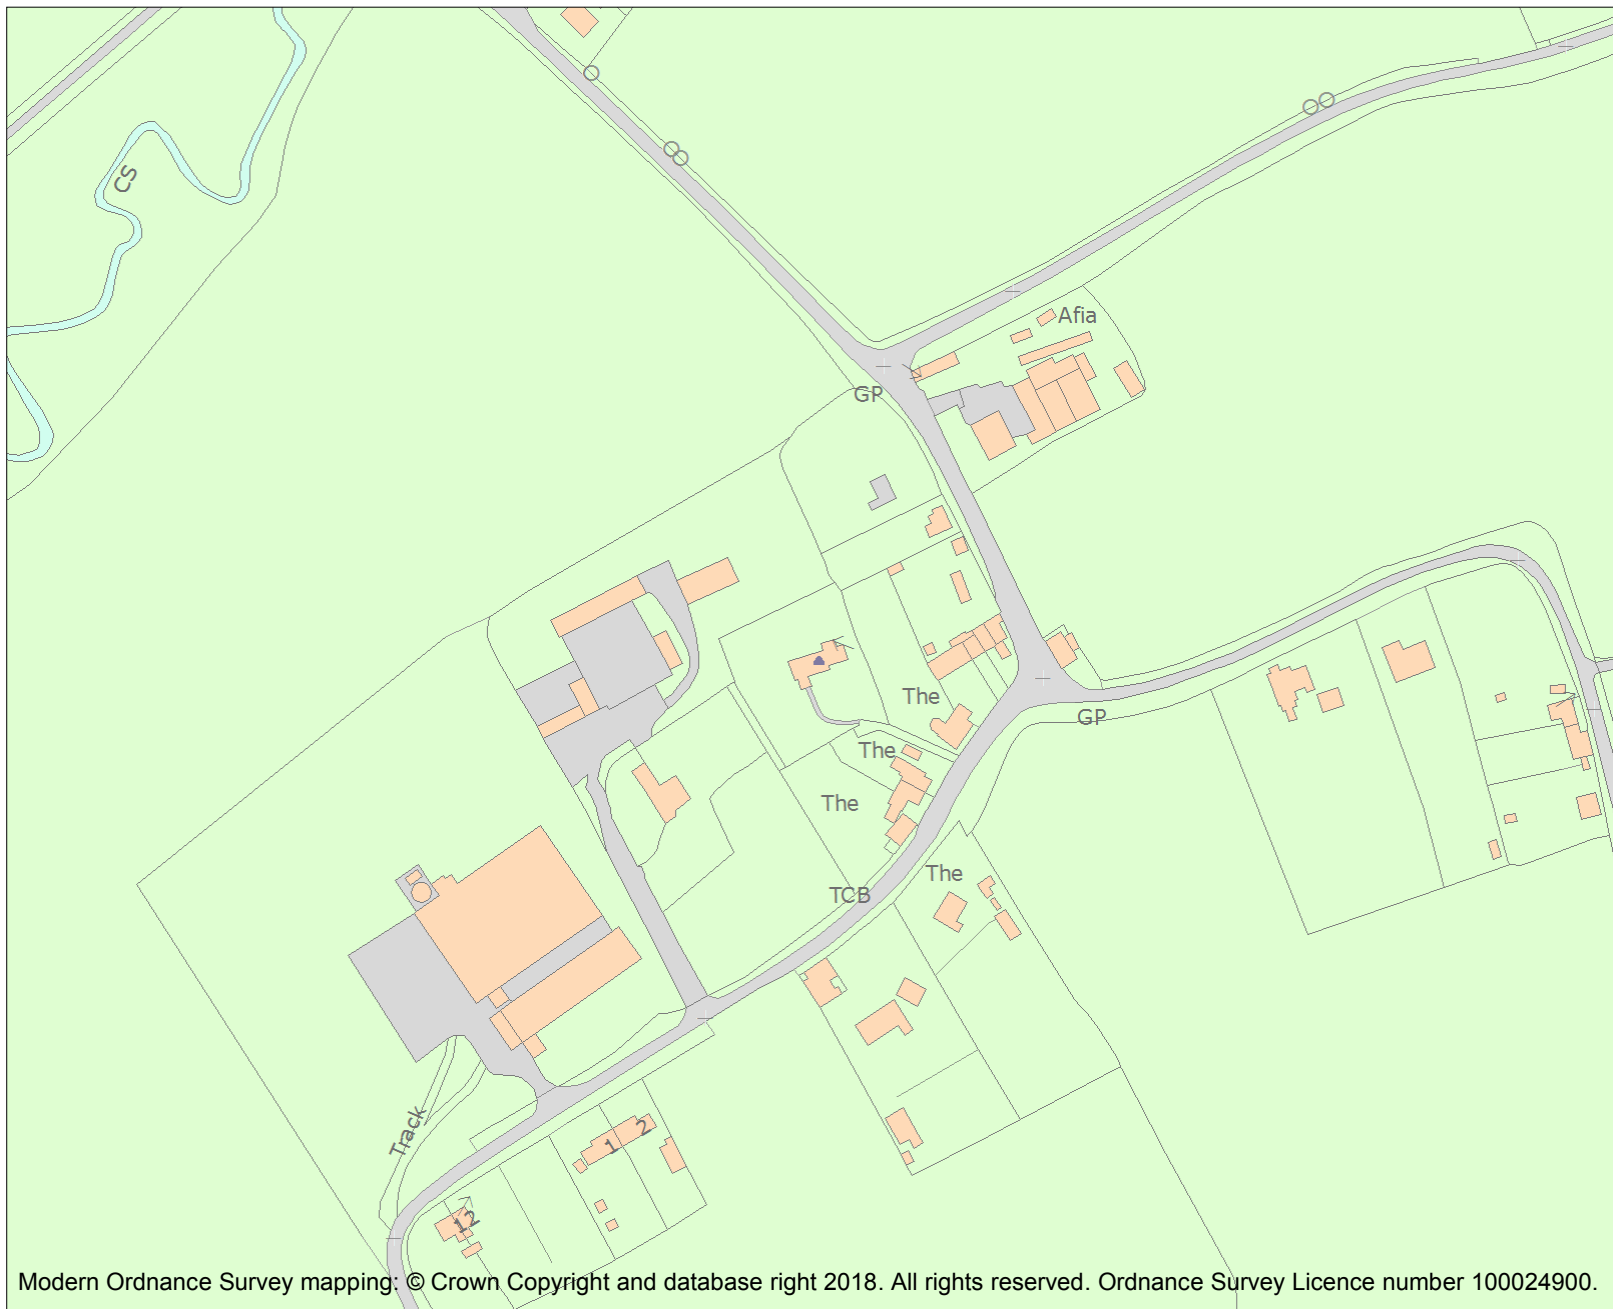 CS
Afia
GP
The
GP
The
The
The
TCB
Track
1
2
12
Modern Ordnance Survey mapping: © Crown Copyright and database right 2018. All rights reserved. Ordnance Survey Licence number 100024900.